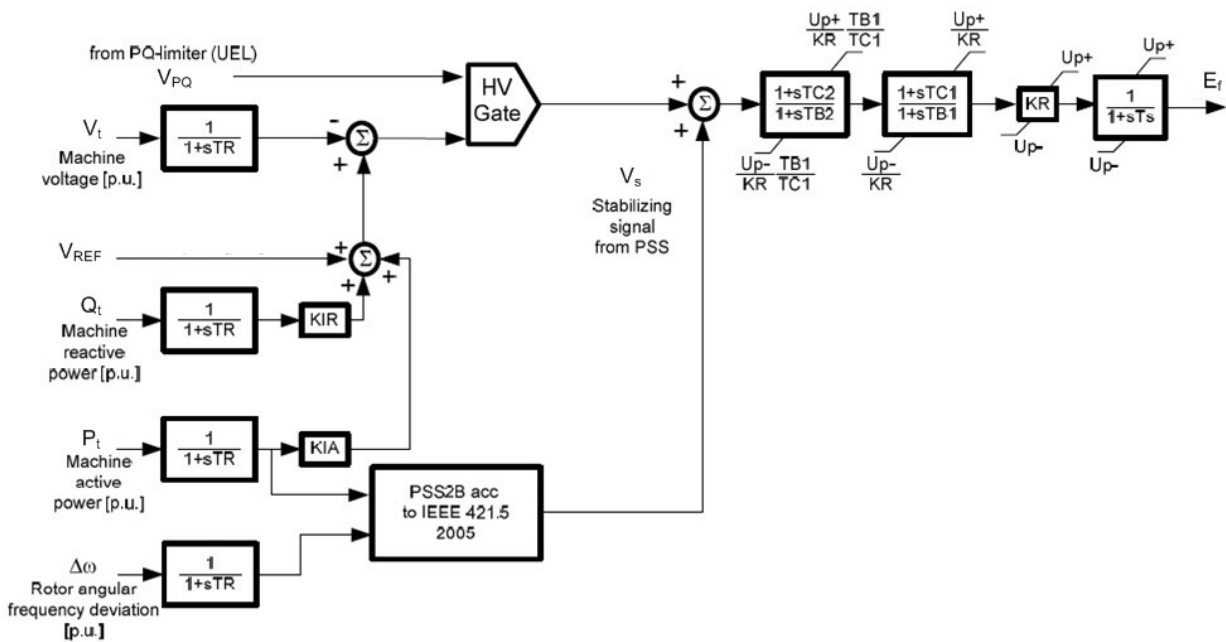 from PQ-limiter (UEL)
V_PQ
HV
Gate
V_t
Machine
voltage [p.u.]
1
1+sTR
-
Σ
+
V_REF
+
Σ
+
+
Q_t
Machine
reactive
power [p.u.]
1
1+sTR
KIR
P_t
Machine
active
power [p.u.]
1
1+sTR
KIA
Δω
Rotor angular
frequency deviation
[p.u.]
1
1+sTR
PSS2B acc
to IEEE 421.5
2005
V_s
Stabilizing
signal
from PSS
+
Σ
+
Up+ TB1
KR TC1
1+sTC2
1+sTB2
Up- TB1
KR TC1
Up+
KR
1+sTC1
1+sTB1
Up-
KR
Up+
KR
Up-
Up+
1
1+sTs
Up-
E_f